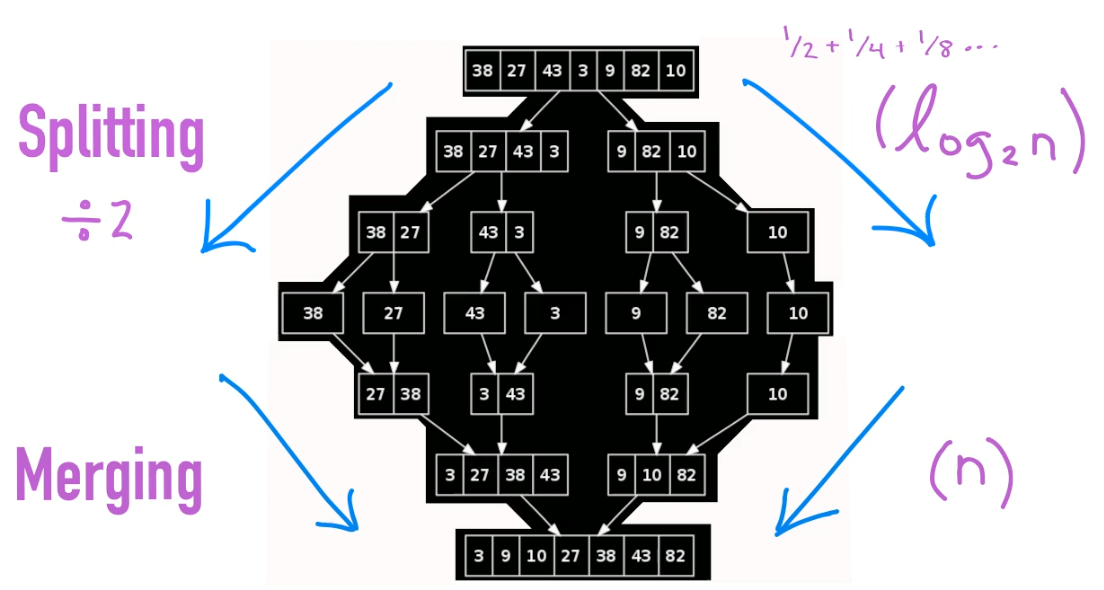 1/2 + 1/4 + 1/8 ...
38 27 43 3 9 82 10
Splitting
÷2
(log₂n)
38 27 43 3
9 82 10
38 27
43 3
9 82
10
38
27
43
3
9
82
10
27 38
3 43
9 82
10
Merging
(n)
3 27 38 43
9 10 82
3 9 10 27 38 43 82